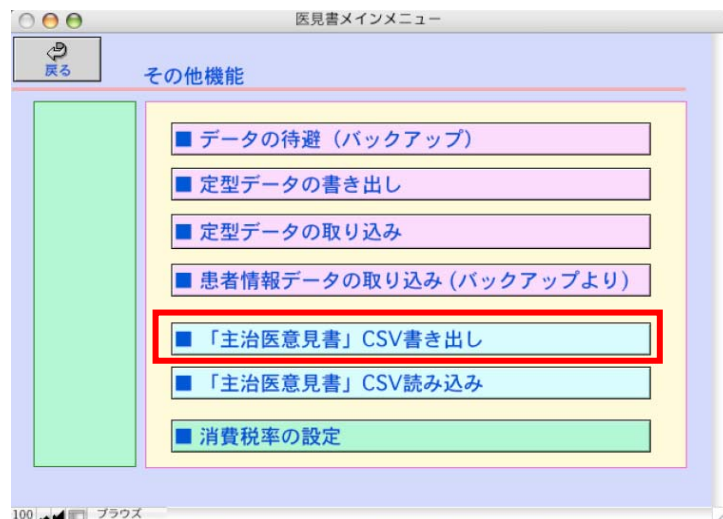 医見書メインメニュー
戻る
その他機能
■ データの待避（バックアップ）
■ 定型データの書き出し
■ 定型データの取り込み
■ 患者情報データの取り込み (バックアップより)
■ 「主治医意見書」CSV書き出し
■ 「主治医意見書」CSV読み込み
■ 消費税率の設定
100 ブラウズ